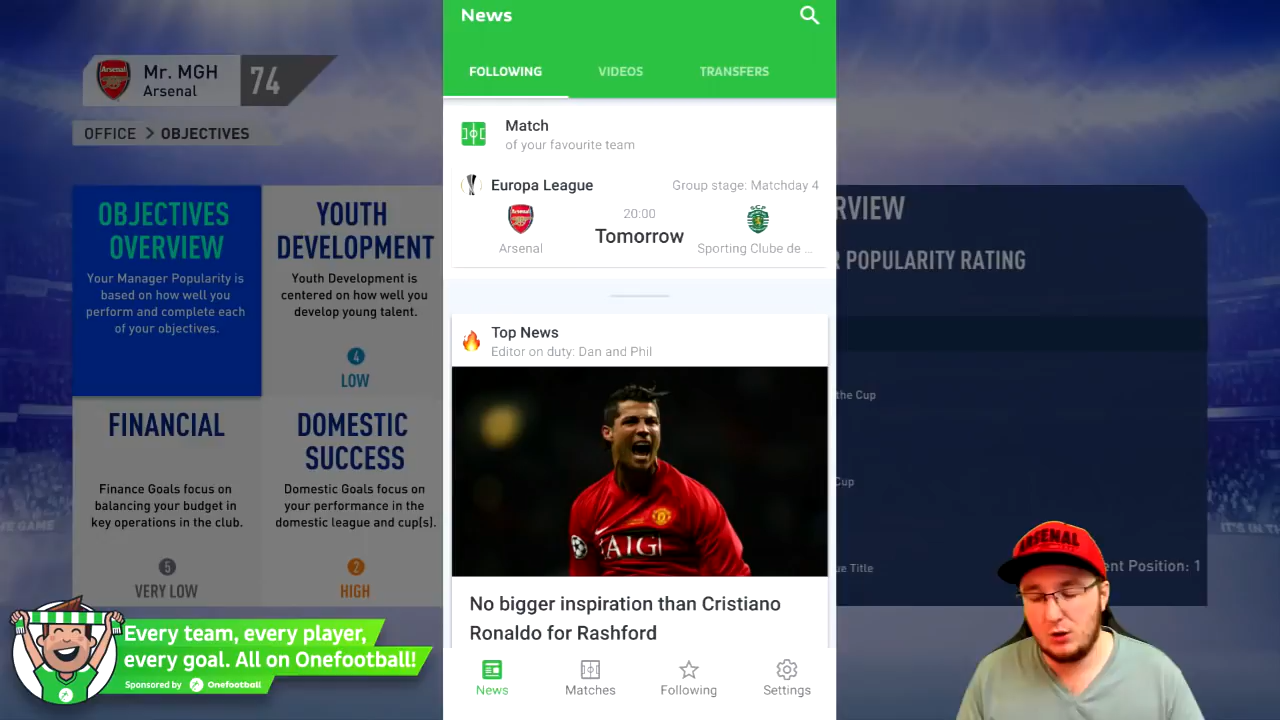 Mr. MGH
Arsenal
74
OFFICE > OBJECTIVES
OBJECTIVES
OVERVIEW
Your Manager Popularity is
based on how well you
perform and complete each
of your objectives.
YOUTH
DEVELOPMENT
Youth Development is
centered on how well you
develop young talent.
4
LOW
FINANCIAL
Finance Goals focus on
balancing your budget in
key operations in the club.
5
VERY LOW
DOMESTIC
SUCCESS
Domestic Goals focus on
your performance in the
domestic league and cup(s).
2
HIGH
News
FOLLOWING
VIDEOS
TRANSFERS
Match
of your favourite team
Europa League
Group stage: Matchday 4
Arsenal
20:00
Tomorrow
Sporting Clube de ...
Top News
Editor on duty: Dan and Phil
AIG
No bigger inspiration than Cristiano
Ronaldo for Rashford
News
Matches
Following
Settings
RVIEW
POPULARITY RATING
the Cup
Cup
ue Title
ent Position: 1
ARSENAL
Every team, every player,
every goal. All on Onefootball!
Sponsored by Onefootball